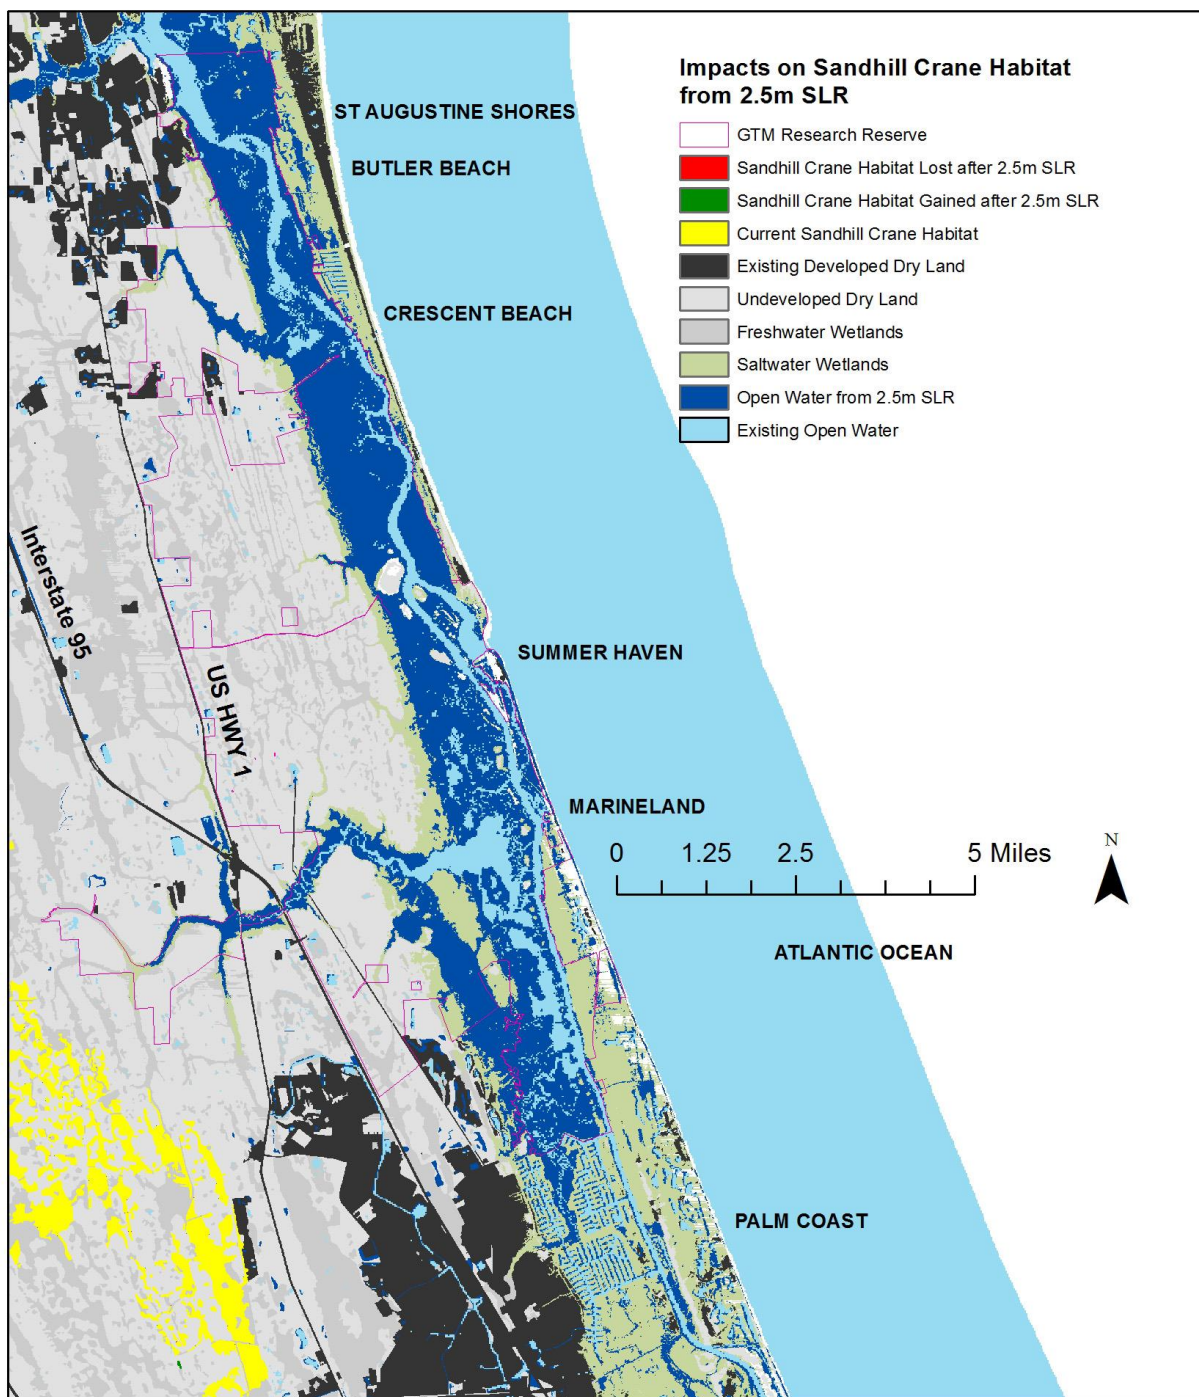 Impacts on Sandhill Crane Habitat
from 2.5m SLR
GTM Research Reserve
Sandhill Crane Habitat Lost after 2.5m SLR
Sandhill Crane Habitat Gained after 2.5m SLR
Current Sandhill Crane Habitat
Existing Developed Dry Land
Undeveloped Dry Land
Freshwater Wetlands
Saltwater Wetlands
Open Water from 2.5m SLR
Existing Open Water
ST AUGUSTINE SHORES
BUTLER BEACH
CRESCENT BEACH
Interstate 95
US HWY 1
SUMMER HAVEN
MARINELAND
0 1.25 2.5 5 Miles
N
ATLANTIC OCEAN
PALM COAST